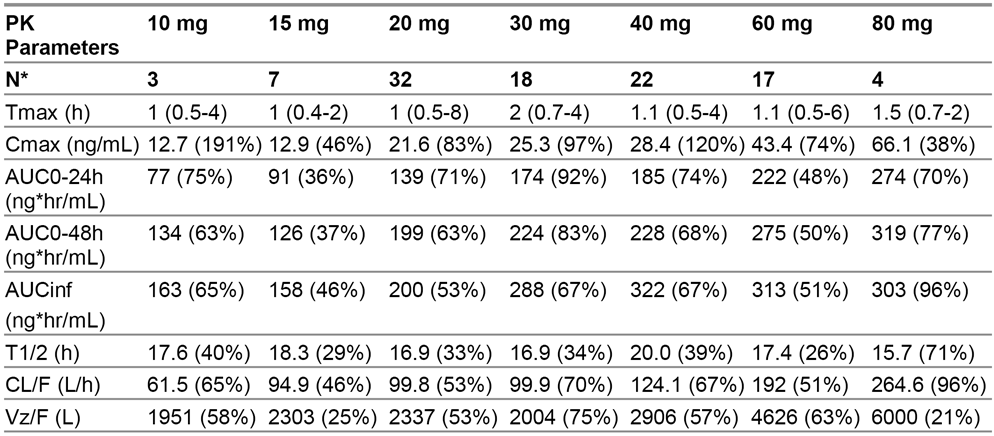 PK Parameters 10 mg 15 mg 20 mg 30 mg 40 mg 60 mg 80 mg
N* 3 7 32 18 22 17 4
Tmax (h) 1 (0.5-4) 1 (0.4-2) 1 (0.5-8) 2 (0.7-4) 1.1 (0.5-4) 1.1 (0.5-6) 1.5 (0.7-2)
Cmax (ng/mL) 12.7 (191%) 12.9 (46%) 21.6 (83%) 25.3 (97%) 28.4 (120%) 43.4 (74%) 66.1 (38%)
AUC0-24h (ng*hr/mL) 77 (75%) 91 (36%) 139 (71%) 174 (92%) 185 (74%) 222 (48%) 274 (70%)
AUC0-48h (ng*hr/mL) 134 (63%) 126 (37%) 199 (63%) 224 (83%) 228 (68%) 275 (50%) 319 (77%)
AUCinf (ng*hr/mL) 163 (65%) 158 (46%) 200 (53%) 288 (67%) 322 (67%) 313 (51%) 303 (96%)
T1/2 (h) 17.6 (40%) 18.3 (29%) 16.9 (33%) 16.9 (34%) 20.0 (39%) 17.4 (26%) 15.7 (71%)
CL/F (L/h) 61.5 (65%) 94.9 (46%) 99.8 (53%) 99.9 (70%) 124.1 (67%) 192 (51%) 264.6 (96%)
Vz/F (L) 1951 (58%) 2303 (25%) 2337 (53%) 2004 (75%) 2906 (57%) 4626 (63%) 6000 (21%)